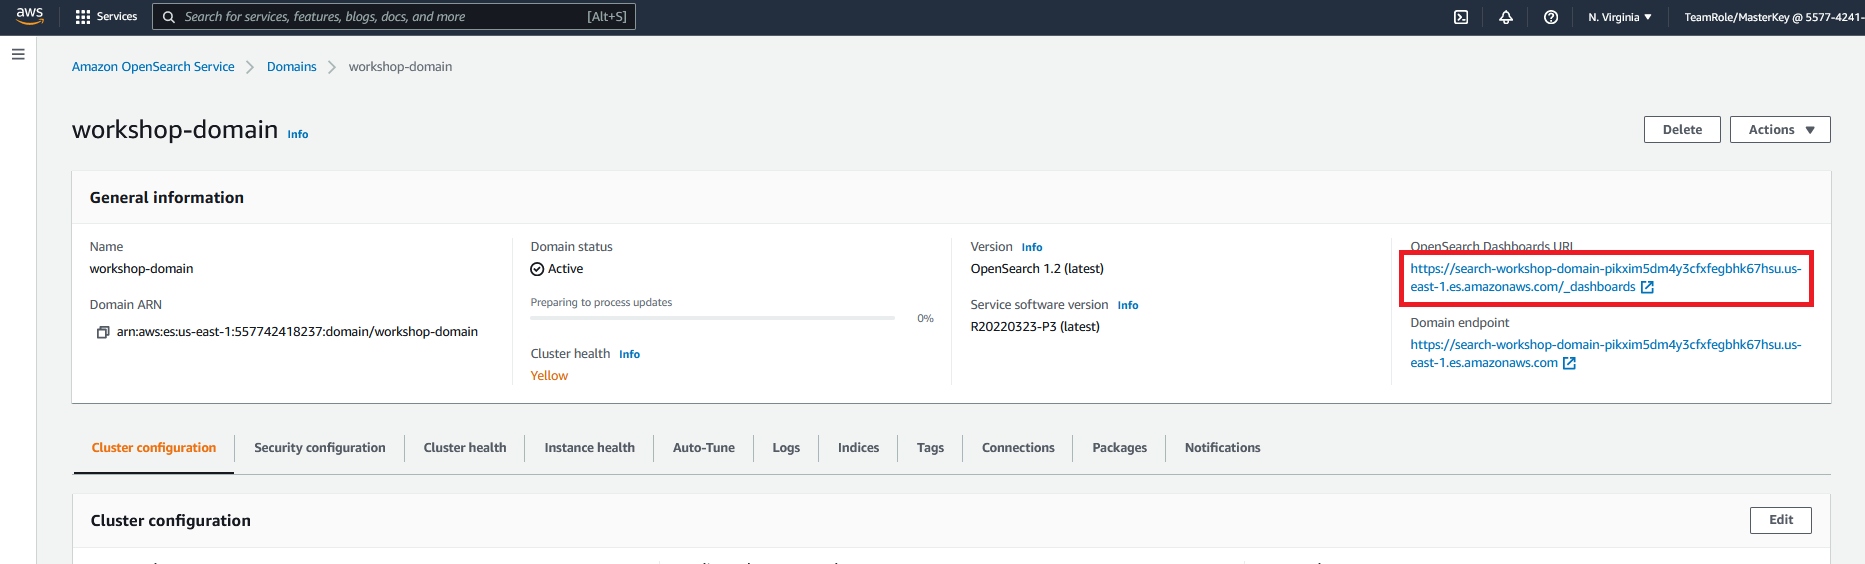 aws
Services
Search for services, features, blogs, docs, and more
[Alt+S]
N. Virginia
TeamRole/MasterKey @ 5577-4241-
Amazon OpenSearch Service
Domains
workshop-domain
workshop-domain Info
Delete
Actions
General information
Name
workshop-domain
Domain ARN
arn:aws:es:us-east-1:557742418237:domain/workshop-domain
Domain status
Active
Preparing to process updates
0%
Cluster health Info
Yellow
Version Info
OpenSearch 1.2 (latest)
Service software version Info
R20220323-P3 (latest)
OpenSearch Dashboards URL
https://search-workshop-domain-pikxim5dm4y3cfxfegbhk67hsu.us-
east-1.es.amazonaws.com/_dashboards
Domain endpoint
https://search-workshop-domain-pikxim5dm4y3cfxfegbhk67hsu.us-
east-1.es.amazonaws.com
Cluster configuration
Security configuration
Cluster health
Instance health
Auto-Tune
Logs
Indices
Tags
Connections
Packages
Notifications
Cluster configuration
Edit